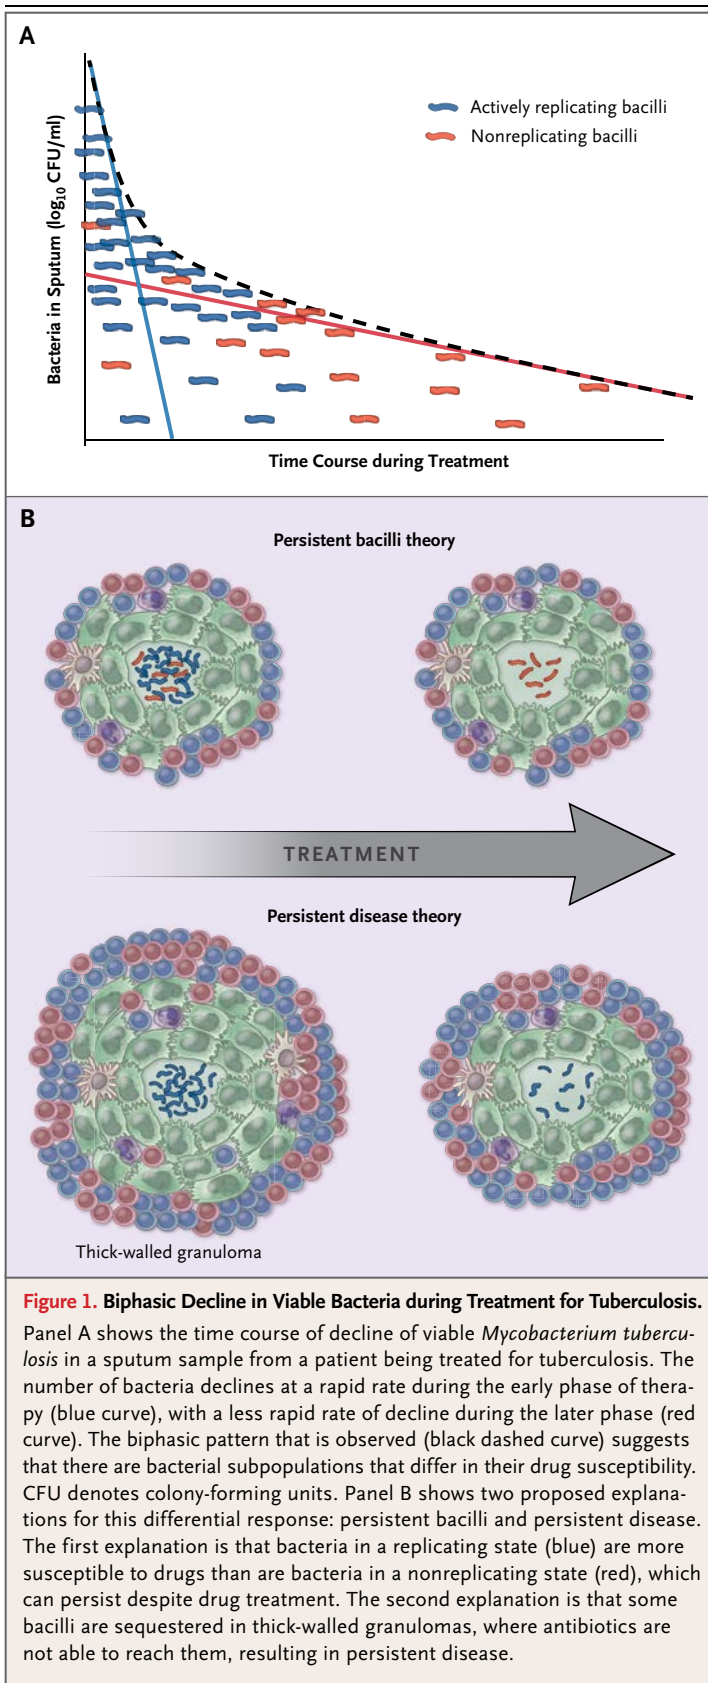 A
Bacteria in Sputum (log10 CFU/ml)
Actively replicating bacilli
Nonreplicating bacilli
Time Course during Treatment
B
Persistent bacilli theory
TREATMENT
Persistent disease theory
Thick-walled granuloma
Figure 1. Biphasic Decline in Viable Bacteria during Treatment for Tuberculosis.
Panel A shows the time course of decline of viable Mycobacterium tubercu-
losis in a sputum sample from a patient being treated for tuberculosis. The
number of bacteria declines at a rapid rate during the early phase of thera-
py (blue curve), with a less rapid rate of decline during the later phase (red
curve). The biphasic pattern that is observed (black dashed curve) suggests
that there are bacterial subpopulations that differ in their drug susceptibility.
CFU denotes colony-forming units. Panel B shows two proposed explana-
tions for this differential response: persistent bacilli and persistent disease.
The first explanation is that bacteria in a replicating state (blue) are more
susceptible to drugs than are bacteria in a nonreplicating state (red), which
can persist despite drug treatment. The second explanation is that some
bacilli are sequestered in thick-walled granulomas, where antibiotics are
not able to reach them, resulting in persistent disease.